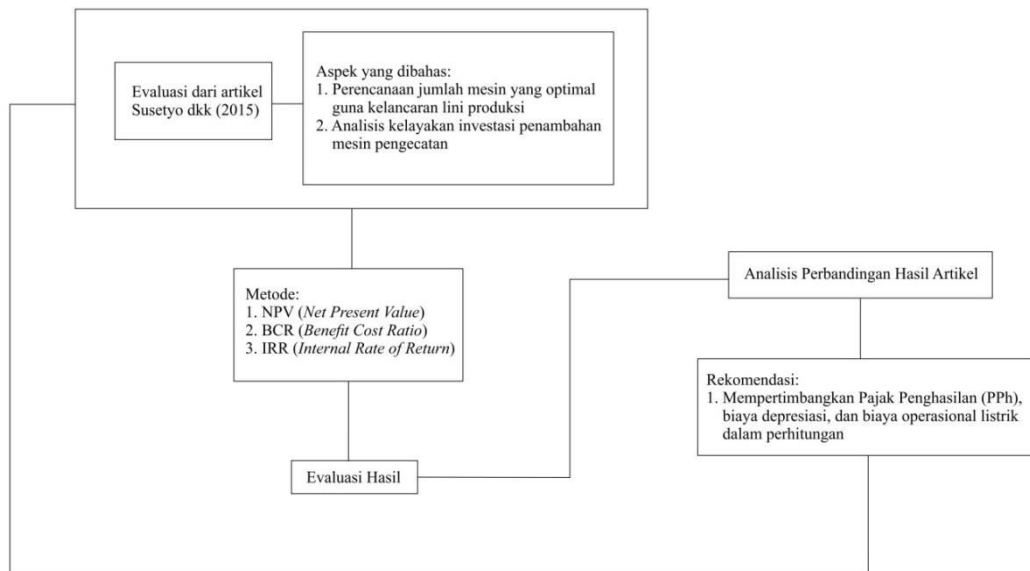 Evaluasi dari artikel
Susetyo dkk (2015)
Aspek yang dibahas:
1. Perencanaan jumlah mesin yang optimal
guna kelancaran lini produksi
2. Analisis kelayakan investasi penambahan
mesin pengecatan
Metode:
1. NPV (Net Present Value)
2. BCR (Benefit Cost Ratio)
3. IRR (Internal Rate of Return)
Evaluasi Hasil
Analisis Perbandingan Hasil Artikel
Rekomendasi:
1. Mempertimbangkan Pajak Penghasilan (PPh),
biaya depresiasi, dan biaya operasional listrik
dalam perhitungan